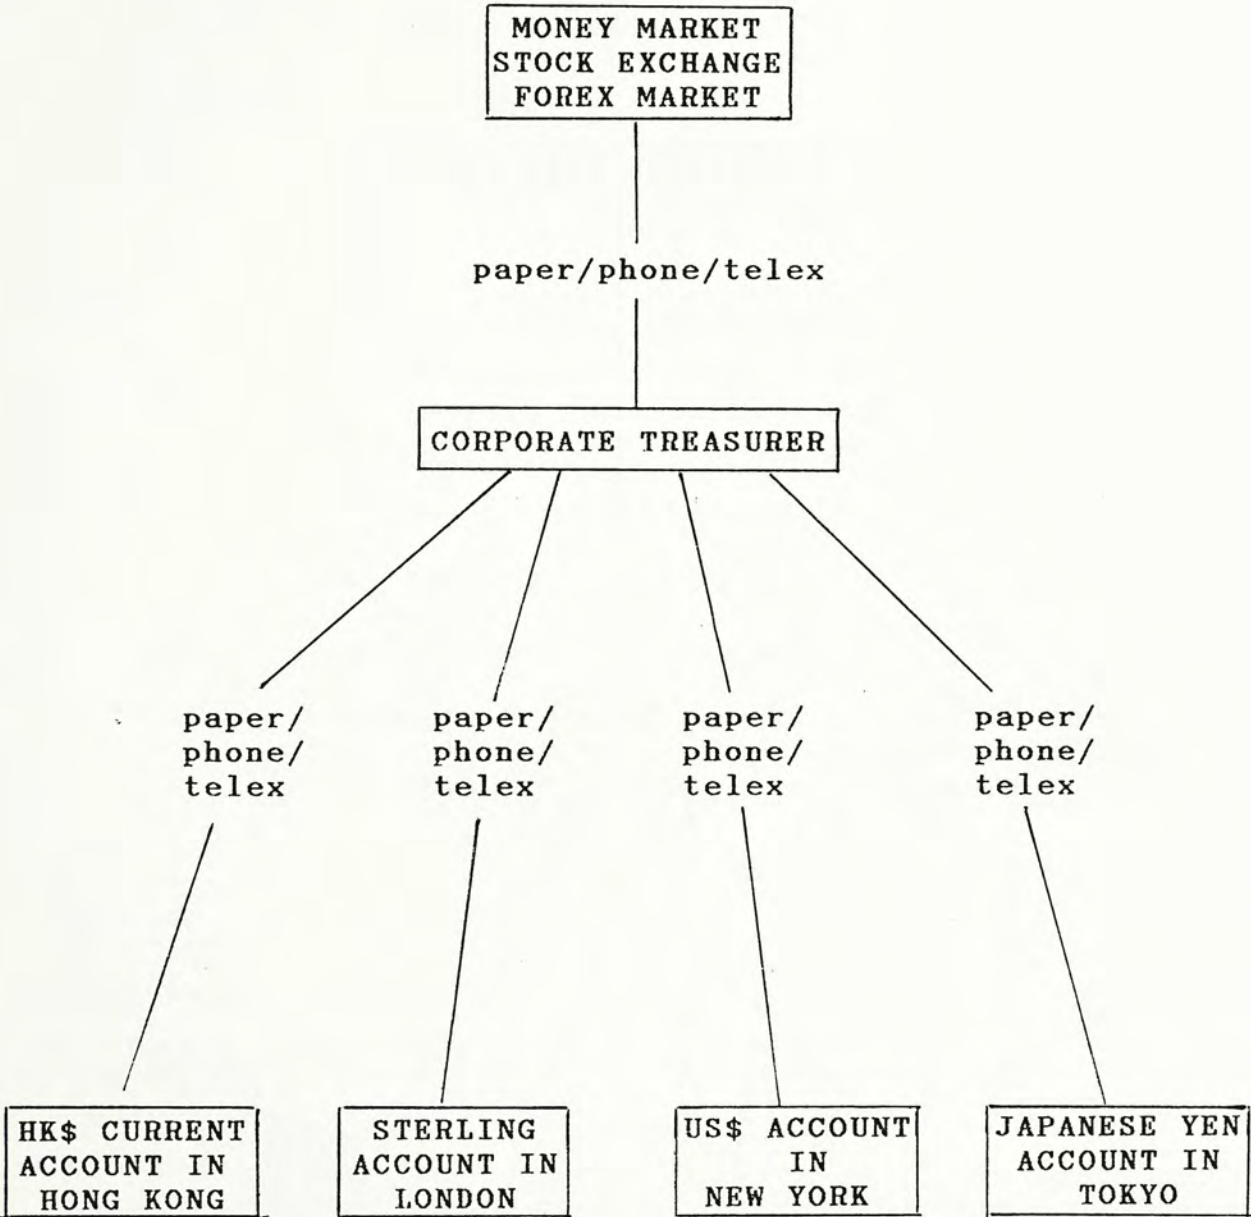 MONEY MARKET
STOCK EXCHANGE
FOREX MARKET
paper/phone/telex
CORPORATE TREASURER
paper/
phone/
telex
paper/
phone/
telex
paper/
phone/
telex
paper/
phone/
telex
HK$ CURRENT
ACCOUNT IN
HONG KONG
STERLING
ACCOUNT IN
LONDON
US$ ACCOUNT
IN
NEW YORK
JAPANESE YEN
ACCOUNT IN
TOKYO